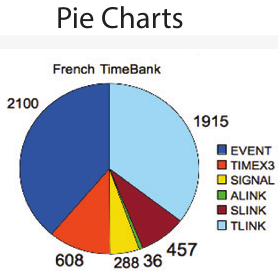 Pie Charts
French TimeBank
2100
1915
EVENT
TIMEX3
SIGNAL
ALINK
SLINK
TLINK
457
608
288
36